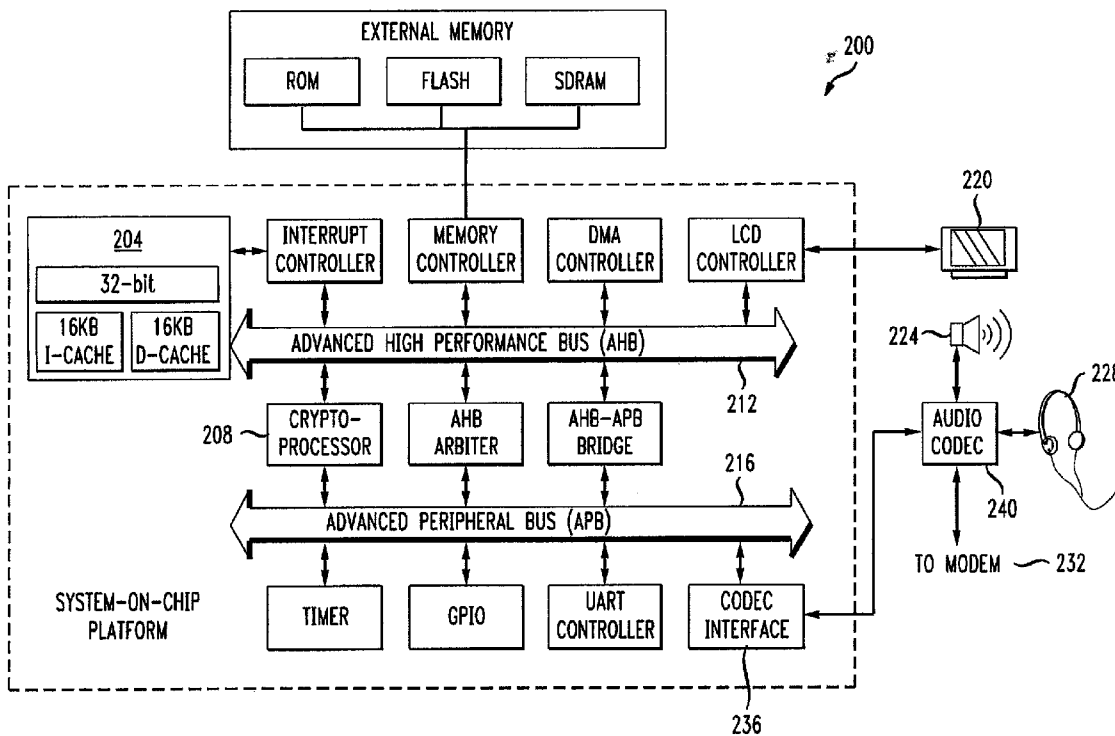 EXTERNAL MEMORY
ROM
FLASH
SDRAM
200
204
32-bit
16KB
I-CACHE
16KB
D-CACHE
INTERRUPT
CONTROLLER
MEMORY
CONTROLLER
DMA
CONTROLLER
LCD
CONTROLLER
220
ADVANCED HIGH PERFORMANCE BUS (AHB)
212
224
228
208
CRYPTO-
PROCESSOR
AHB
ARBITER
AHB-APB
BRIDGE
AUDIO
CODEC
240
216
ADVANCED PERIPHERAL BUS (APB)
TO MODEM
232
SYSTEM-ON-CHIP
PLATFORM
TIMER
GPIO
UART
CONTROLLER
CODEC
INTERFACE
236